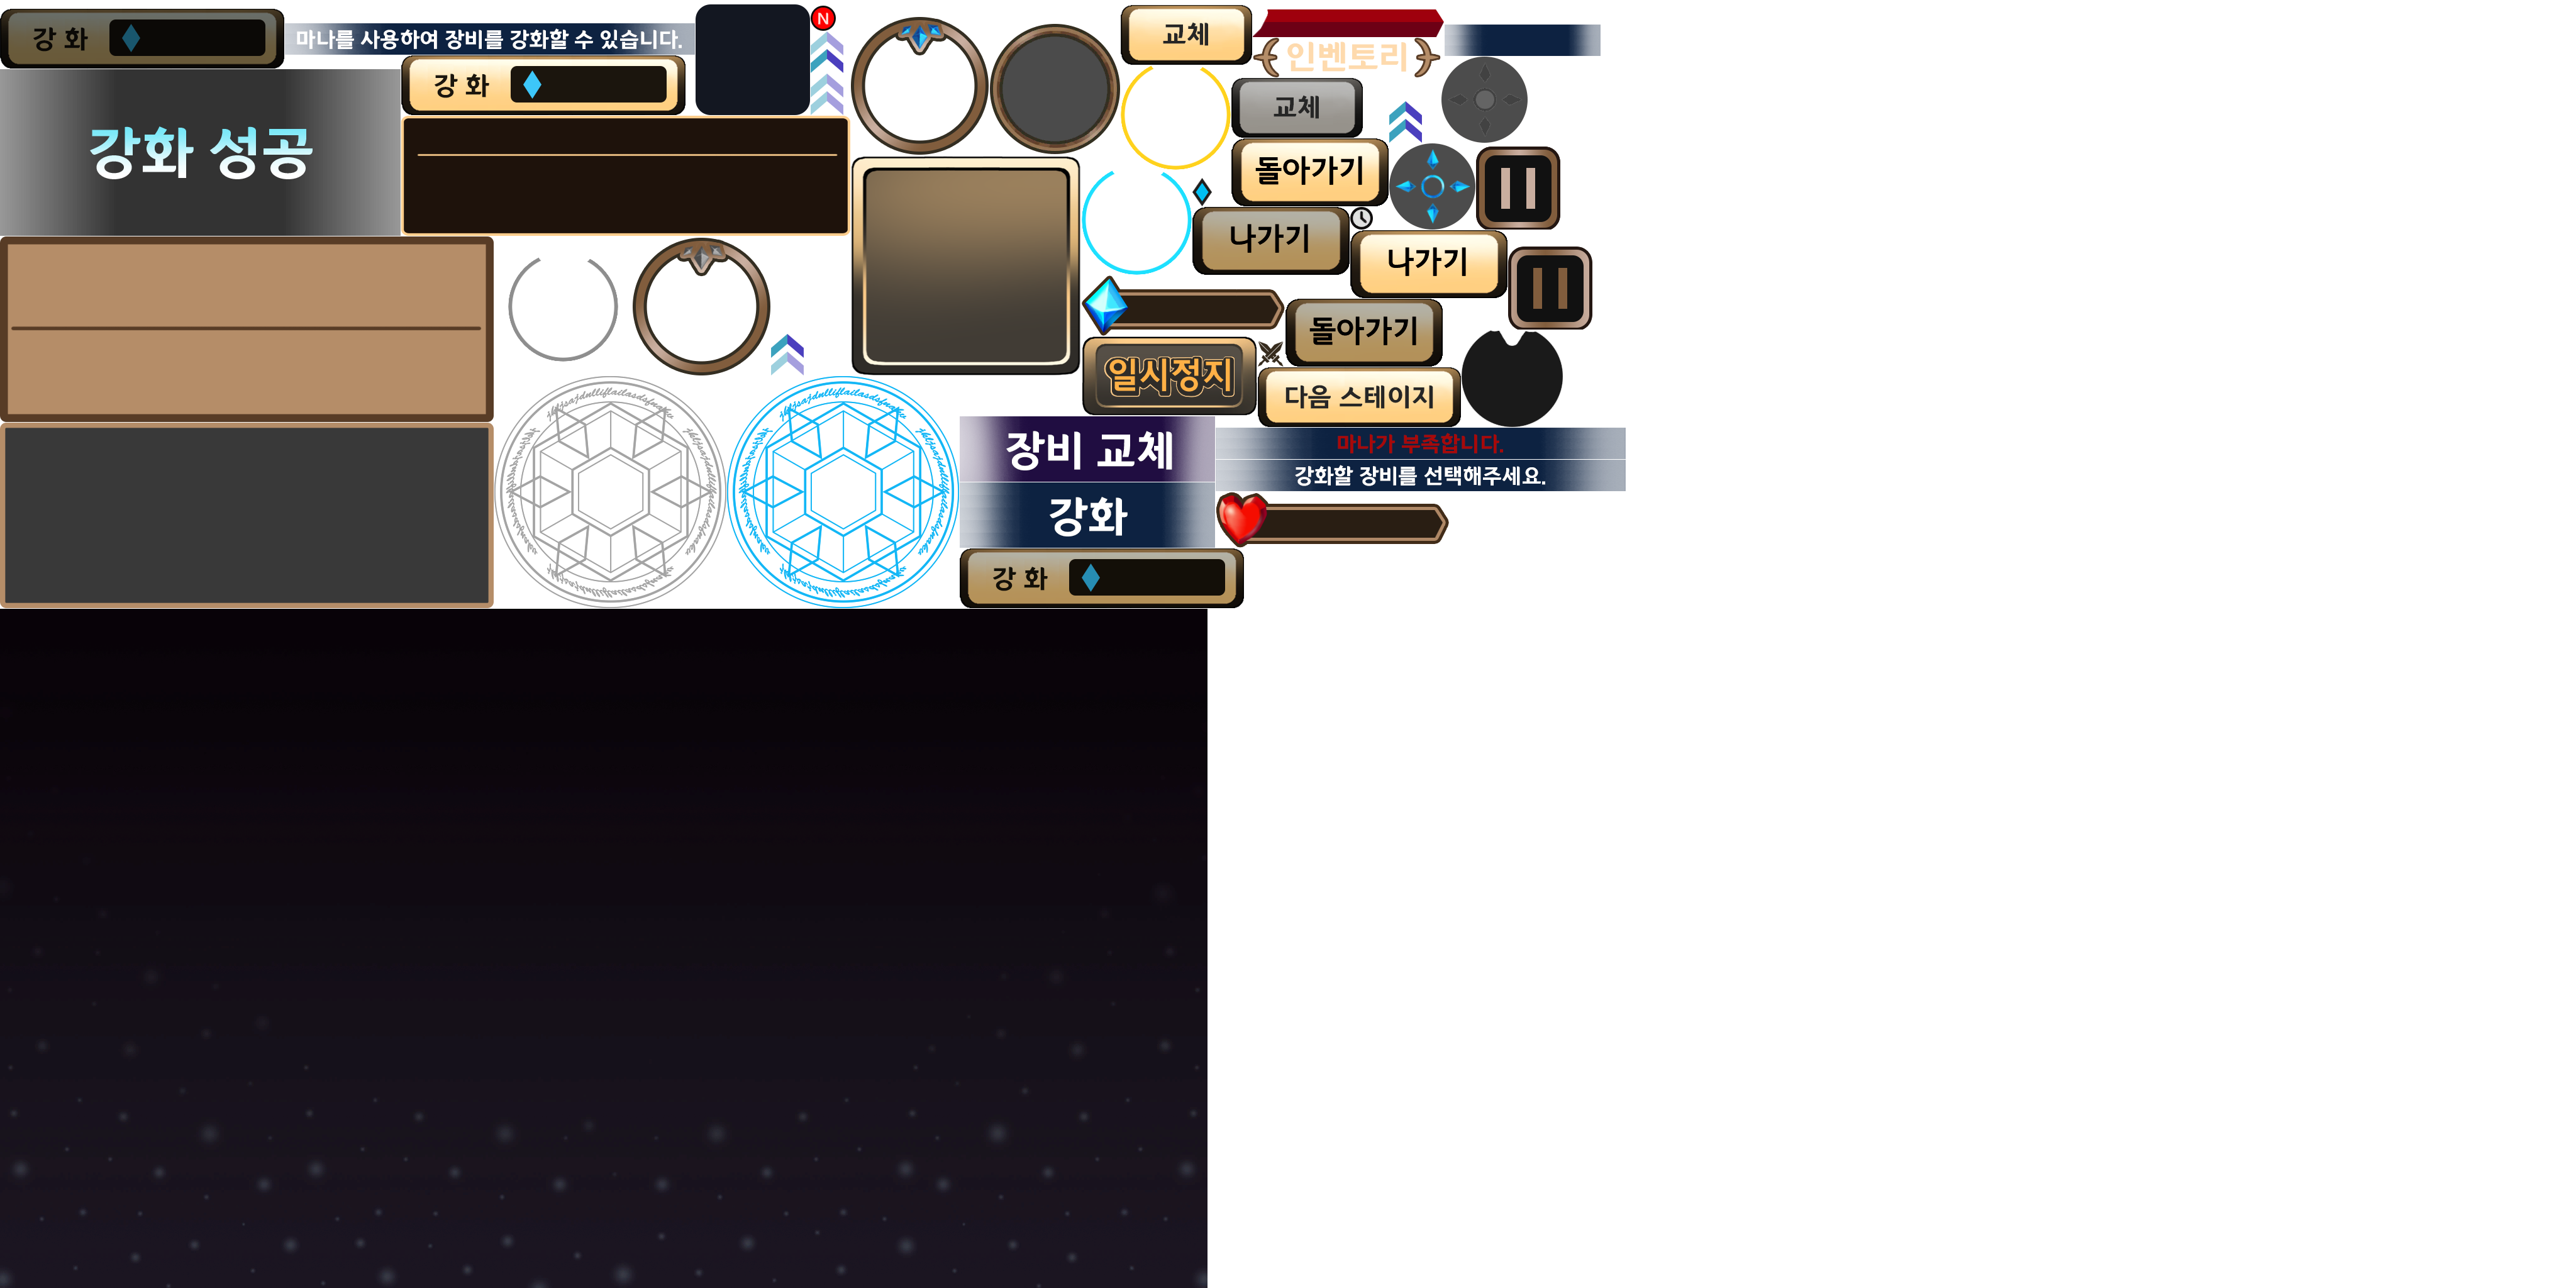 강 화
마나를 사용하여 장비를 강화할 수 있습니다.
N
교체
인벤토리
강 화
교체
강화 성공
돌아가기
나가기
나가기
돌아가기
일시정지
다음 스테이지
장비 교체
마나가 부족합니다.
강화할 장비를 선택해주세요.
강화
강 화